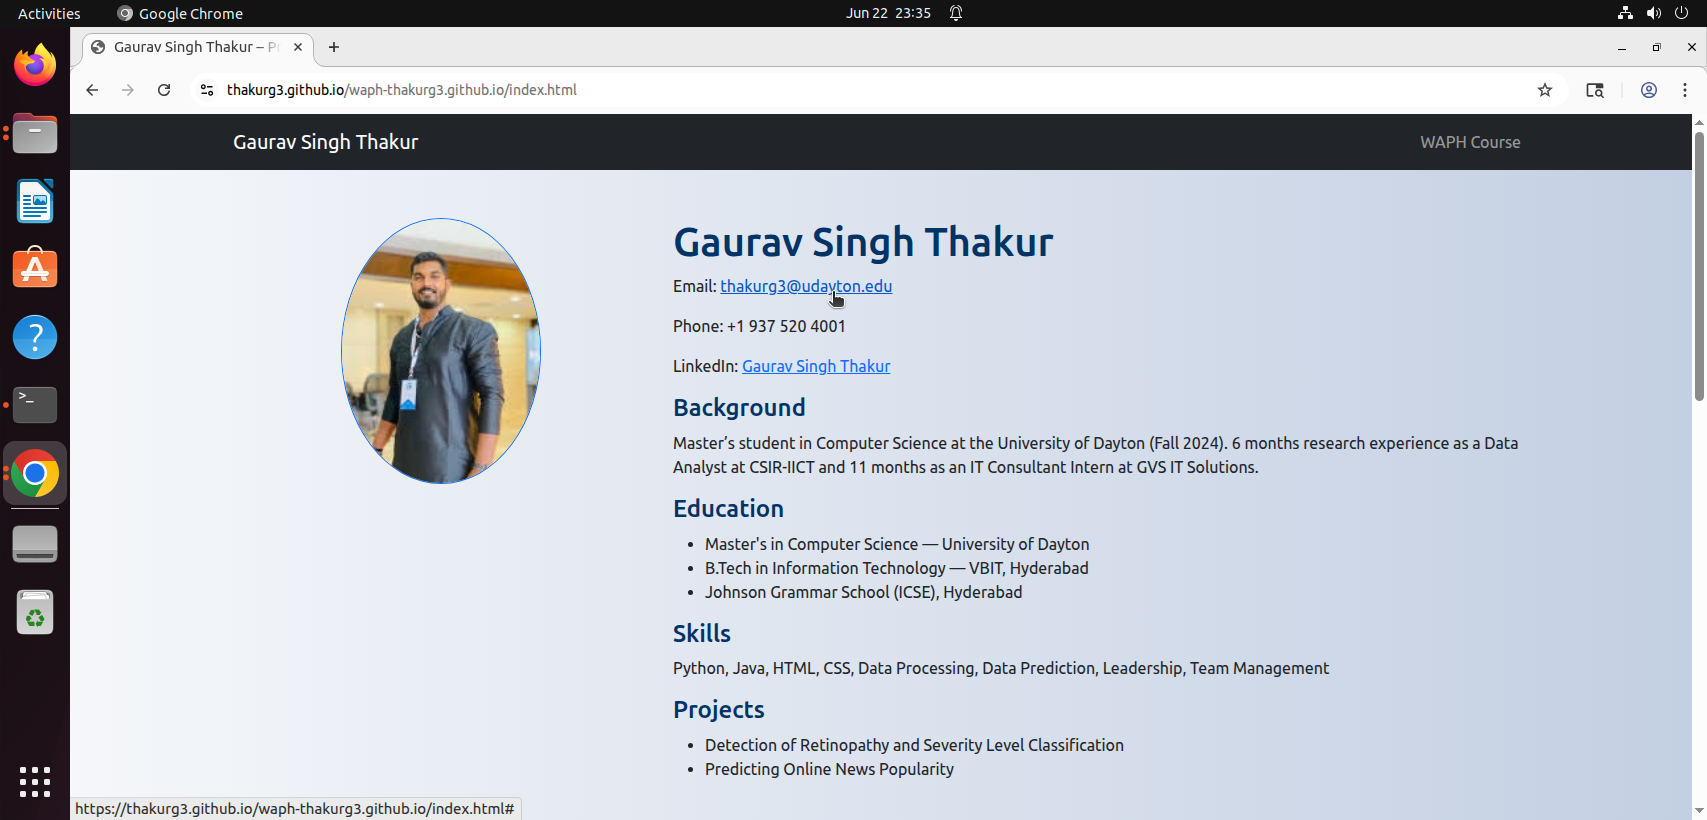 Activities
Google Chrome
Jun 22 23:35
Gaurav Singh Thakur – Pr
thakurg3.github.io/waph-thakurg3.github.io/index.html
Gaurav Singh Thakur
WAPH Course
Gaurav Singh Thakur
Email: thakurg3@udayton.edu
Phone: +1 937 520 4001
LinkedIn: Gaurav Singh Thakur
Background
Master’s student in Computer Science at the University of Dayton (Fall 2024). 6 months research experience as a Data
Analyst at CSIR-IICT and 11 months as an IT Consultant Intern at GVS IT Solutions.
Education
• Master's in Computer Science — University of Dayton
• B.Tech in Information Technology — VBIT, Hyderabad
• Johnson Grammar School (ICSE), Hyderabad
Skills
Python, Java, HTML, CSS, Data Processing, Data Prediction, Leadership, Team Management
Projects
• Detection of Retinopathy and Severity Level Classification
• Predicting Online News Popularity
https://thakurg3.github.io/waph-thakurg3.github.io/index.html#